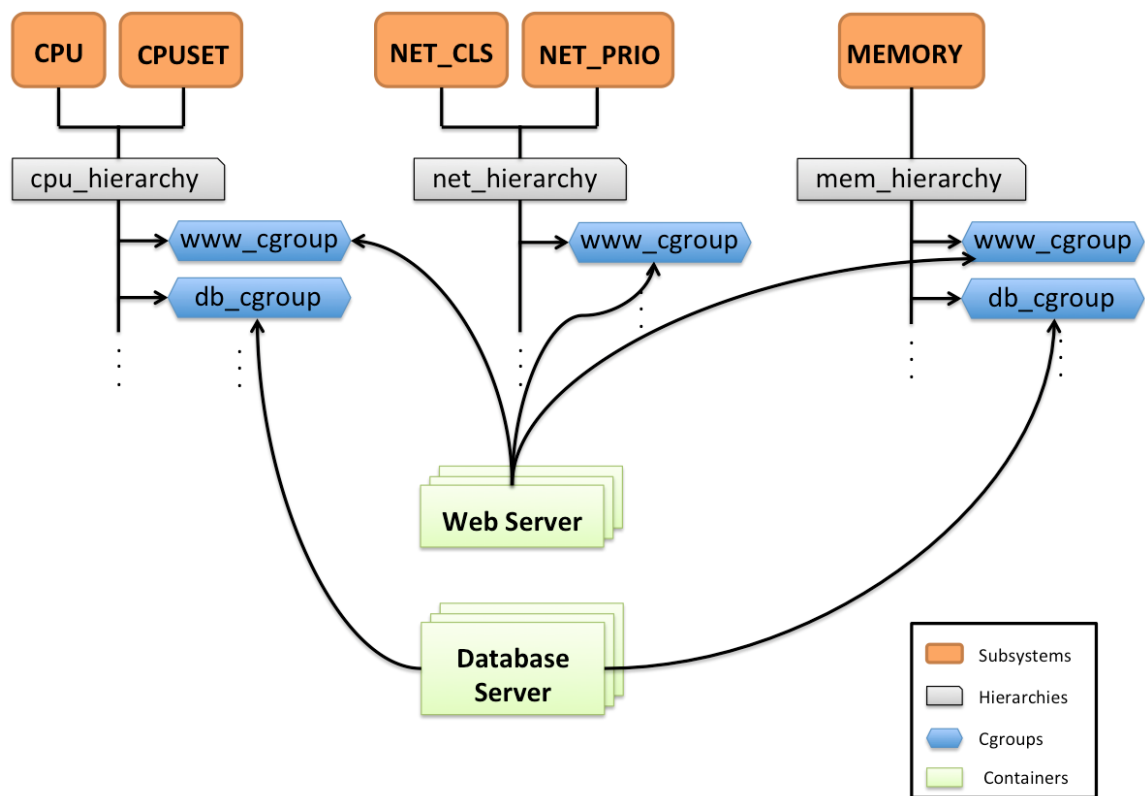 CPU
CPUSET
NET_CLS
NET_PRIO
MEMORY
cpu_hierarchy
net_hierarchy
mem_hierarchy
www_cgroup
www_cgroup
www_cgroup
db_cgroup
db_cgroup
Web Server
Database
Server
Subsystems
Hierarchies
Cgroups
Containers